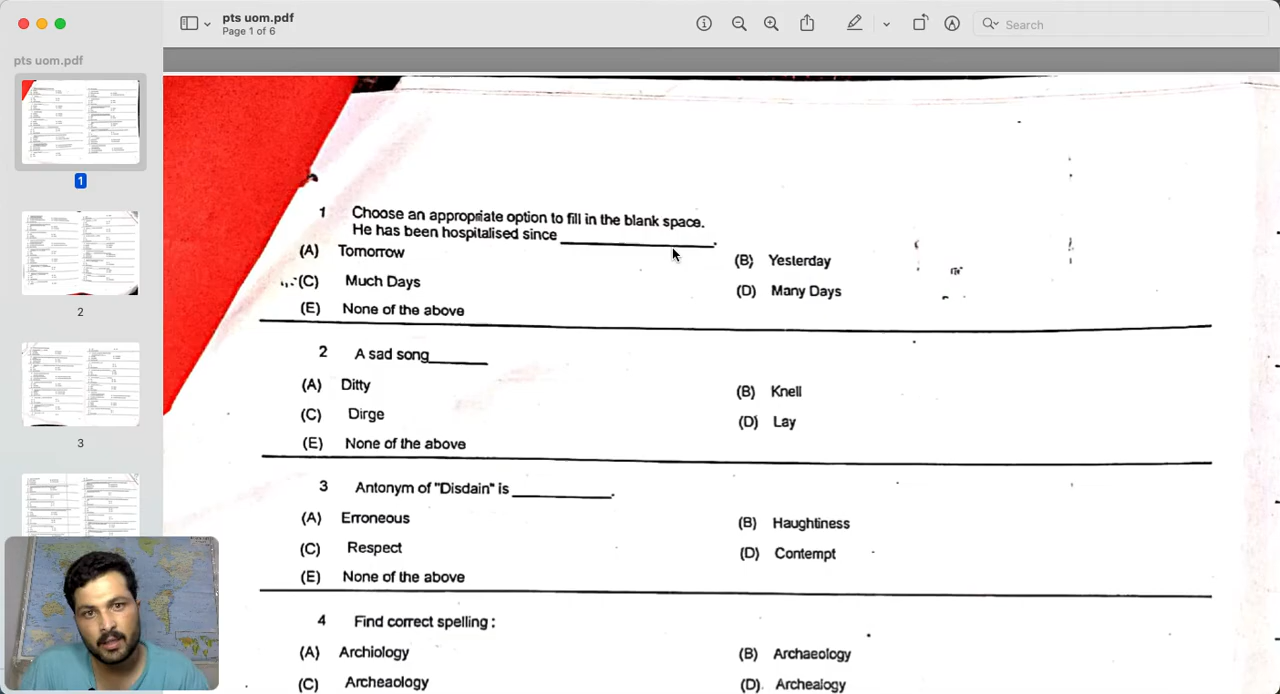 pts uom.pdf
Page 1 of 6
Search
pts uom.pdf
1
2
3
1 Choose an appropriate option to fill in the blank space.
He has been hospitalised since ____________.
(A) Tomorrow
(B) Yesterday
(C) Much Days
(D) Many Days
(E) None of the above
2 A sad song______
(A) Ditty
(B) Knell
(C) Dirge
(D) Lay
(E) None of the above
3 Antonym of "Disdain" is __________.
(A) Erroneous
(B) Haughtiness
(C) Respect
(D) Contempt
(E) None of the above
4 Find correct spelling :
(A) Archiology
(B) Archaeology
(C) Archeaology
(D) Archealogy